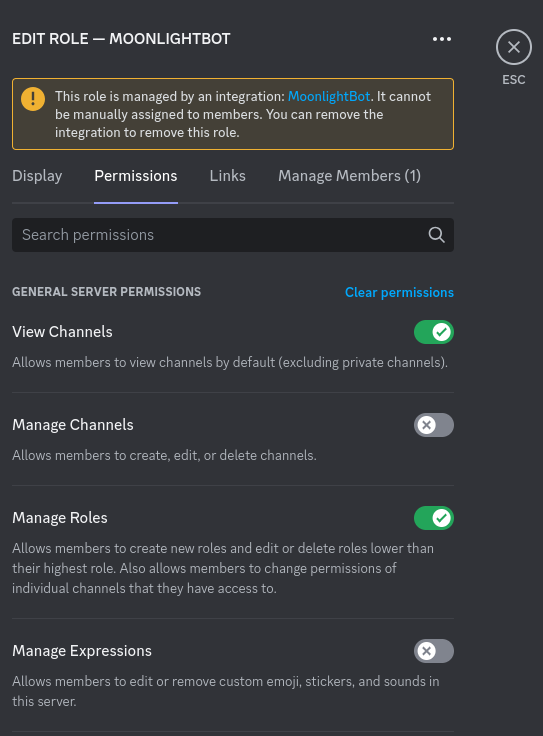 EDIT ROLE — MOONLIGHTBOT
ESC
This role is managed by an integration: MoonlightBot. It cannot
be manually assigned to members. You can remove the
integration to remove this role.
Display Permissions Links Manage Members (1)
Search permissions
GENERAL SERVER PERMISSIONS Clear permissions
View Channels
Allows members to view channels by default (excluding private channels).
Manage Channels
Allows members to create, edit, or delete channels.
Manage Roles
Allows members to create new roles and edit or delete roles lower than
their highest role. Also allows members to change permissions of
individual channels that they have access to.
Manage Expressions
Allows members to edit or remove custom emoji, stickers, and sounds in
this server.